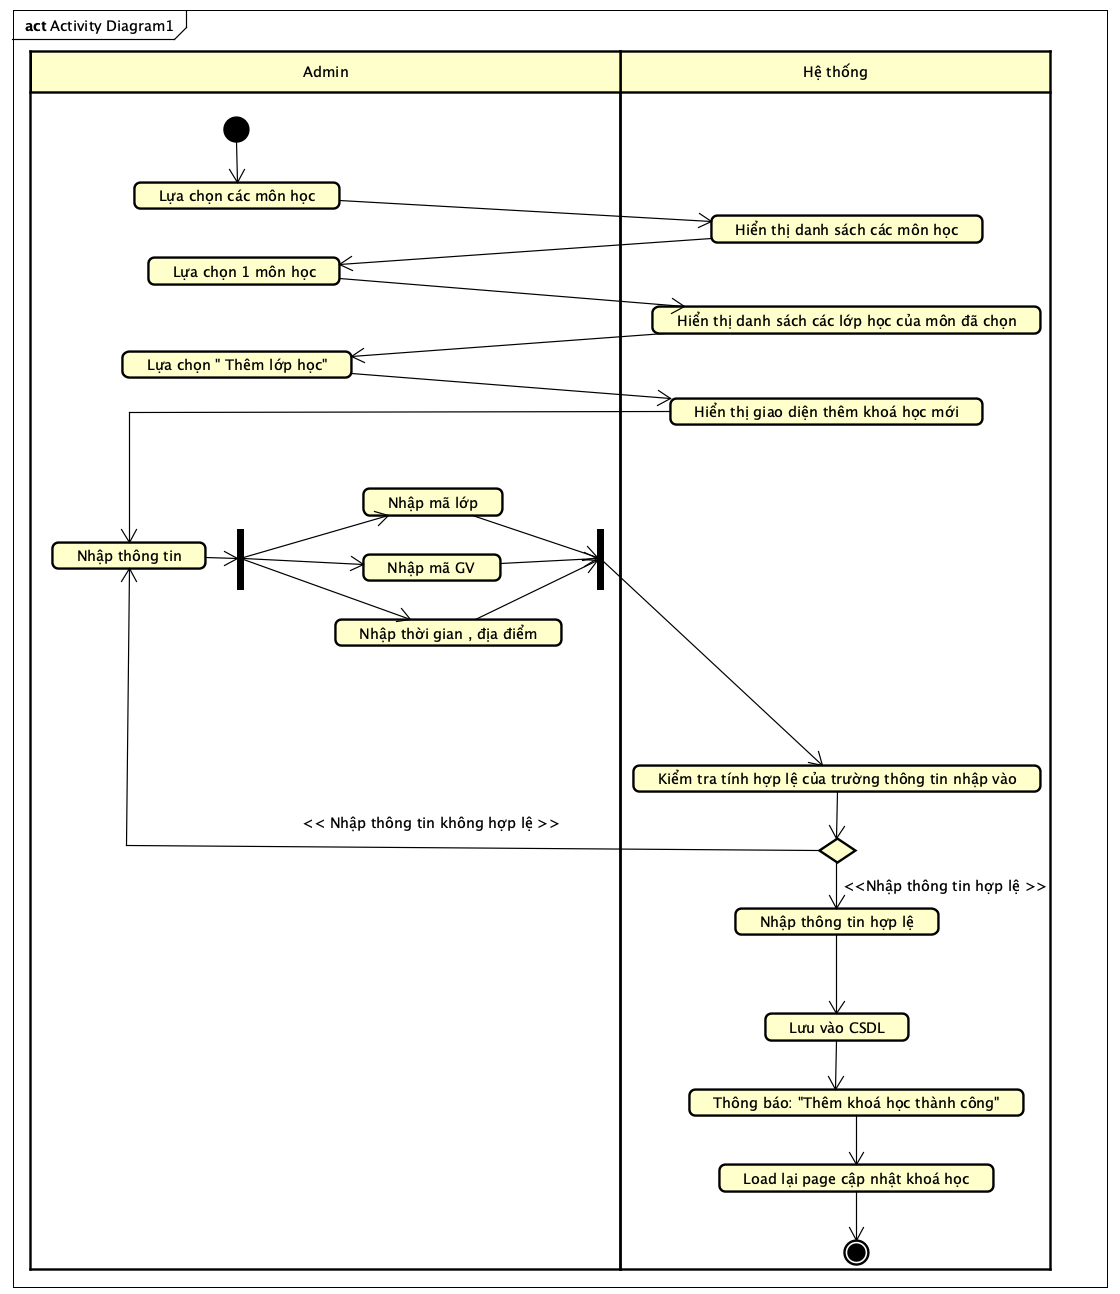 act Activity Diagram1
Admin
Hệ thống
Lựa chọn các môn học
Hiển thị danh sách các môn học
Lựa chọn 1 môn học
Hiển thị danh sách các lớp học của môn đã chọn
Lựa chọn " Thêm lớp học"
Hiển thị giao diện thêm khoá học mới
Nhập mã lớp
Nhập thông tin
Nhập mã GV
Nhập thời gian , địa điểm
Kiểm tra tính hợp lệ của trường thông tin nhập vào
<< Nhập thông tin không hợp lệ >>
<<Nhập thông tin hợp lệ >>
Nhập thông tin hợp lệ
Lưu vào CSDL
Thông báo: "Thêm khoá học thành công"
Load lại page cập nhật khoá học